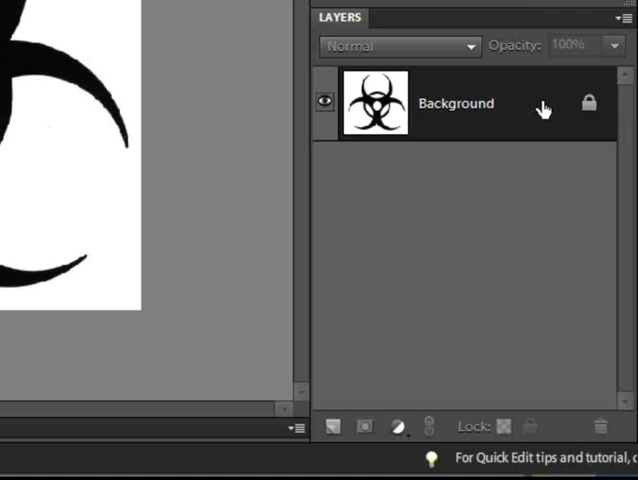 LAYERS
Normal
Opacity: 100%
Background
Lock:
For Quick Edit tips and tutorial, c